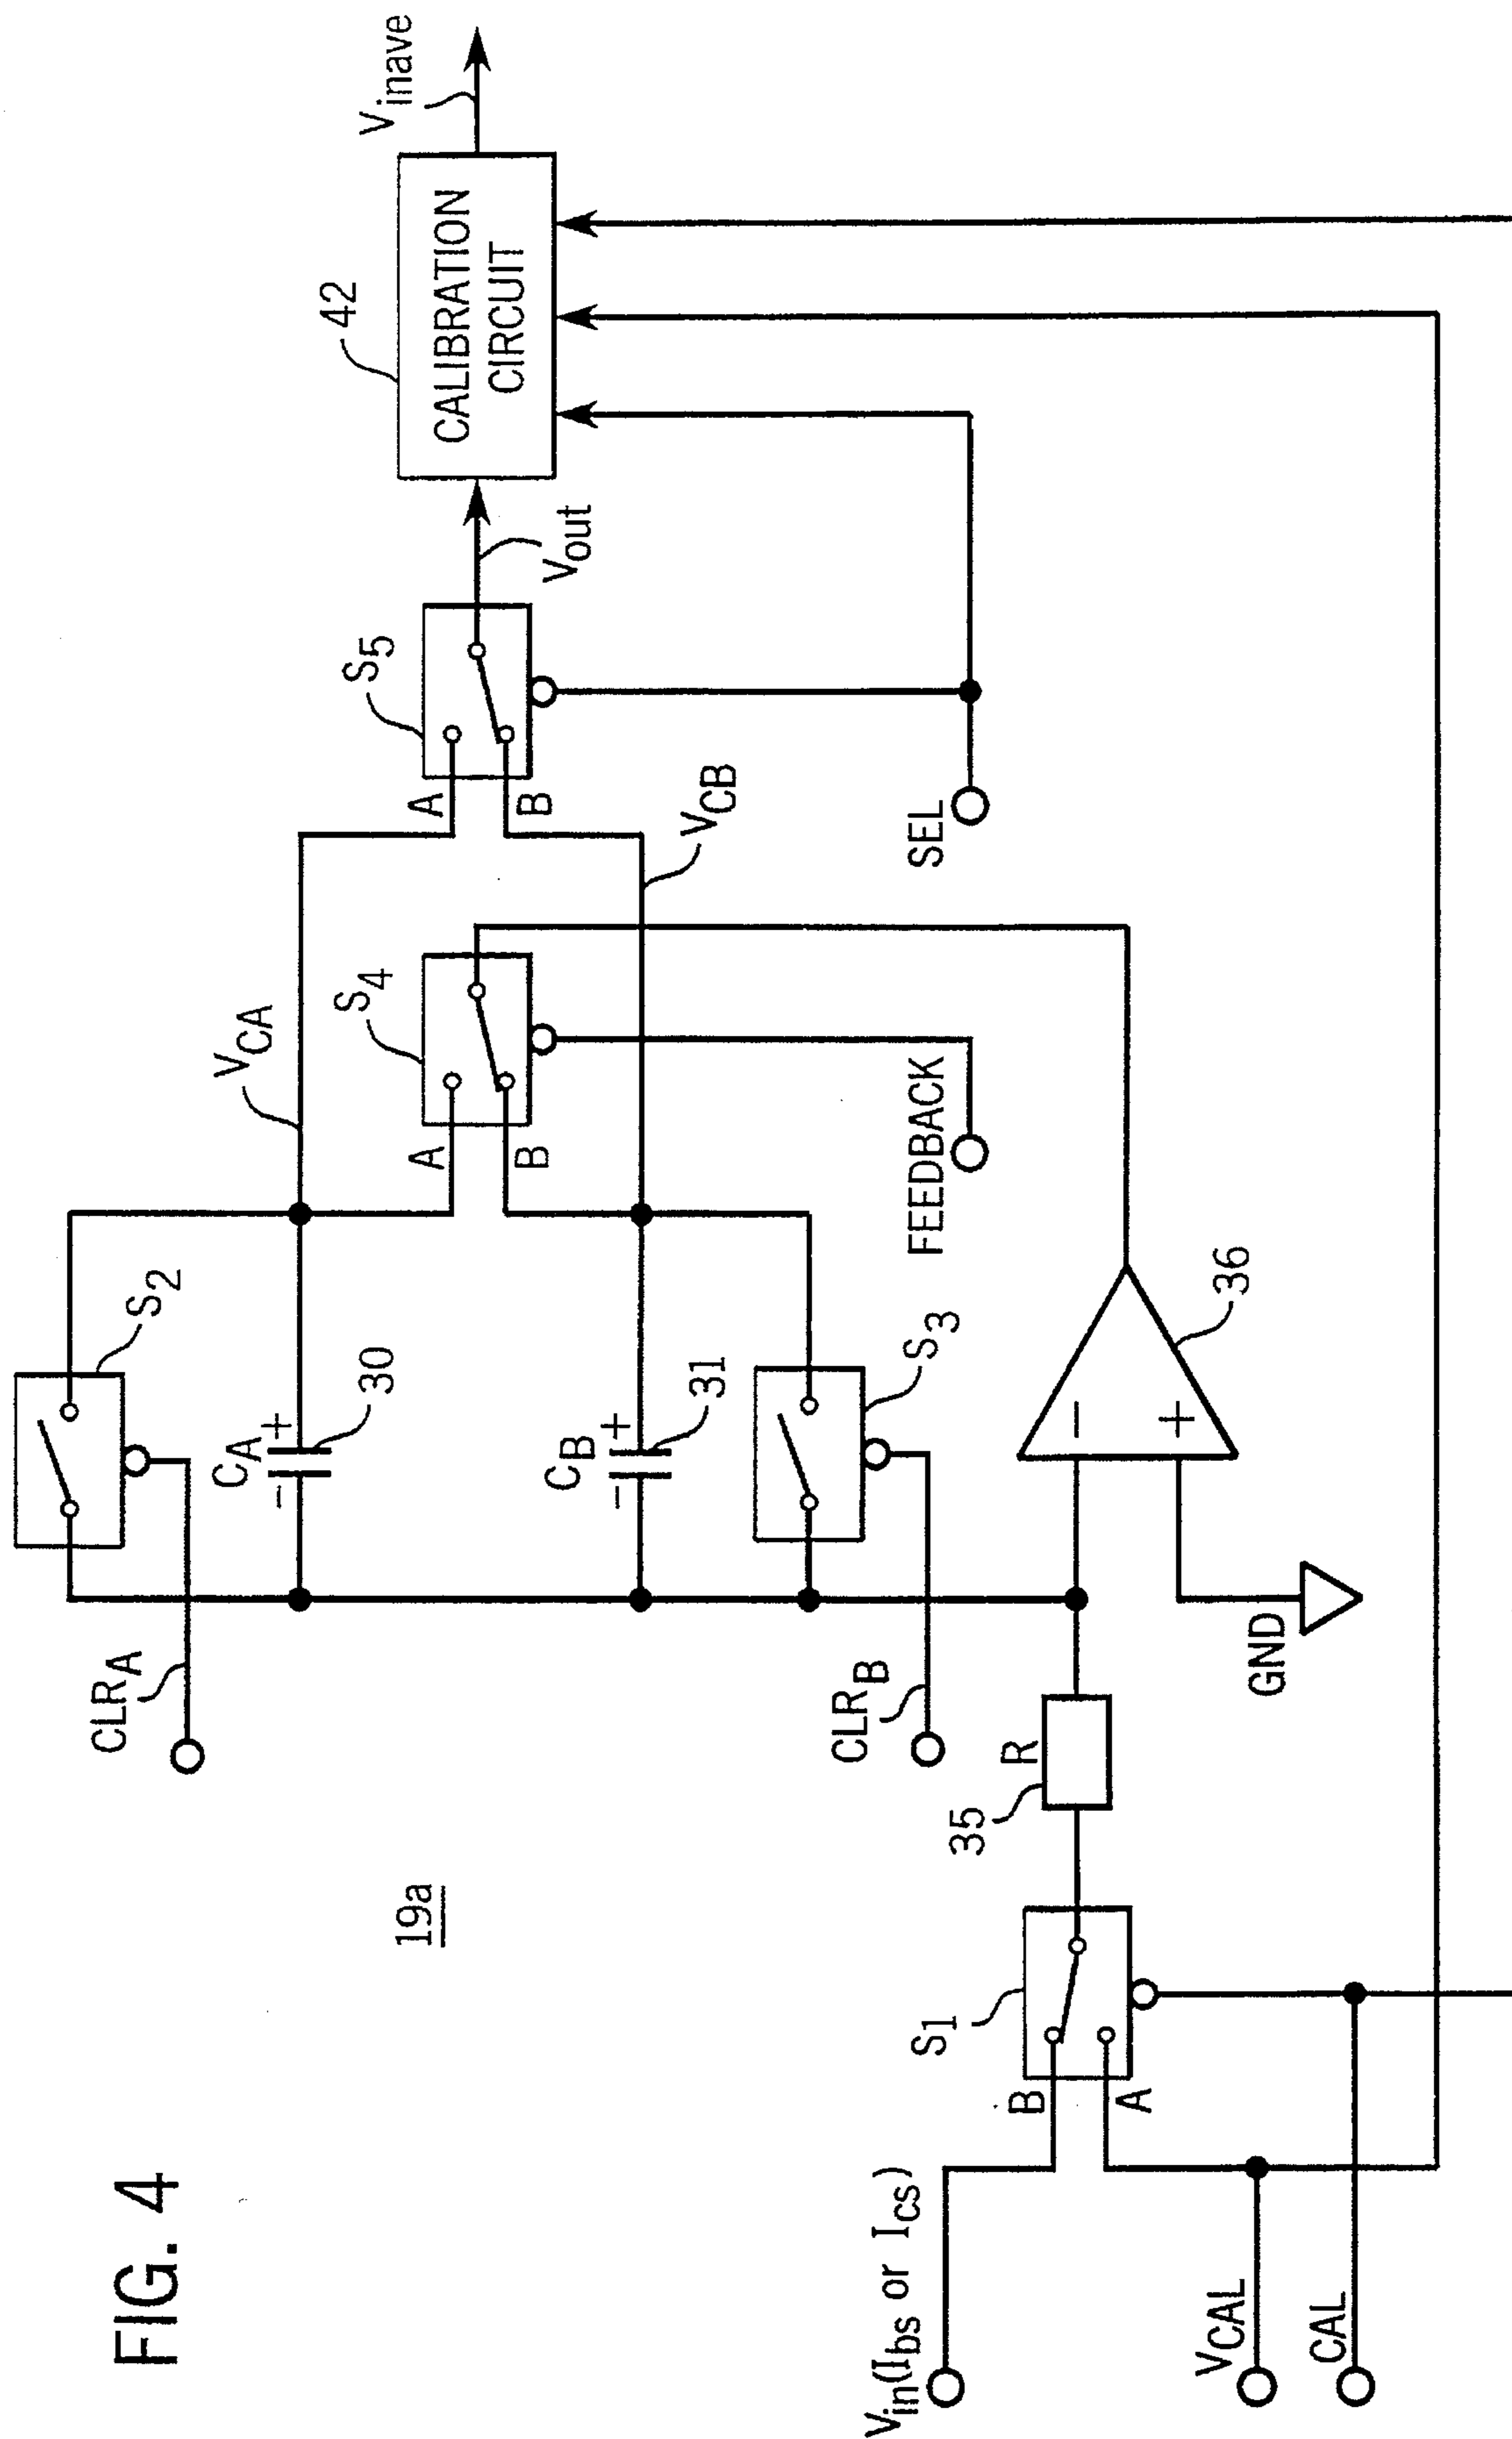 FIG. 4
19a
CLRA
S2
CA
−
+
30
VCA
S4
A
B
S5
A
B
Vout
42
CALIBRATION
CIRCUIT
Vinave
CB
−
+
31
VCB
CLRB
S3
FEEDBACK
SEL
Vin(Ibs or Ics)
S1
B
A
35
R
−
+
36
GND
VCAL
CAL